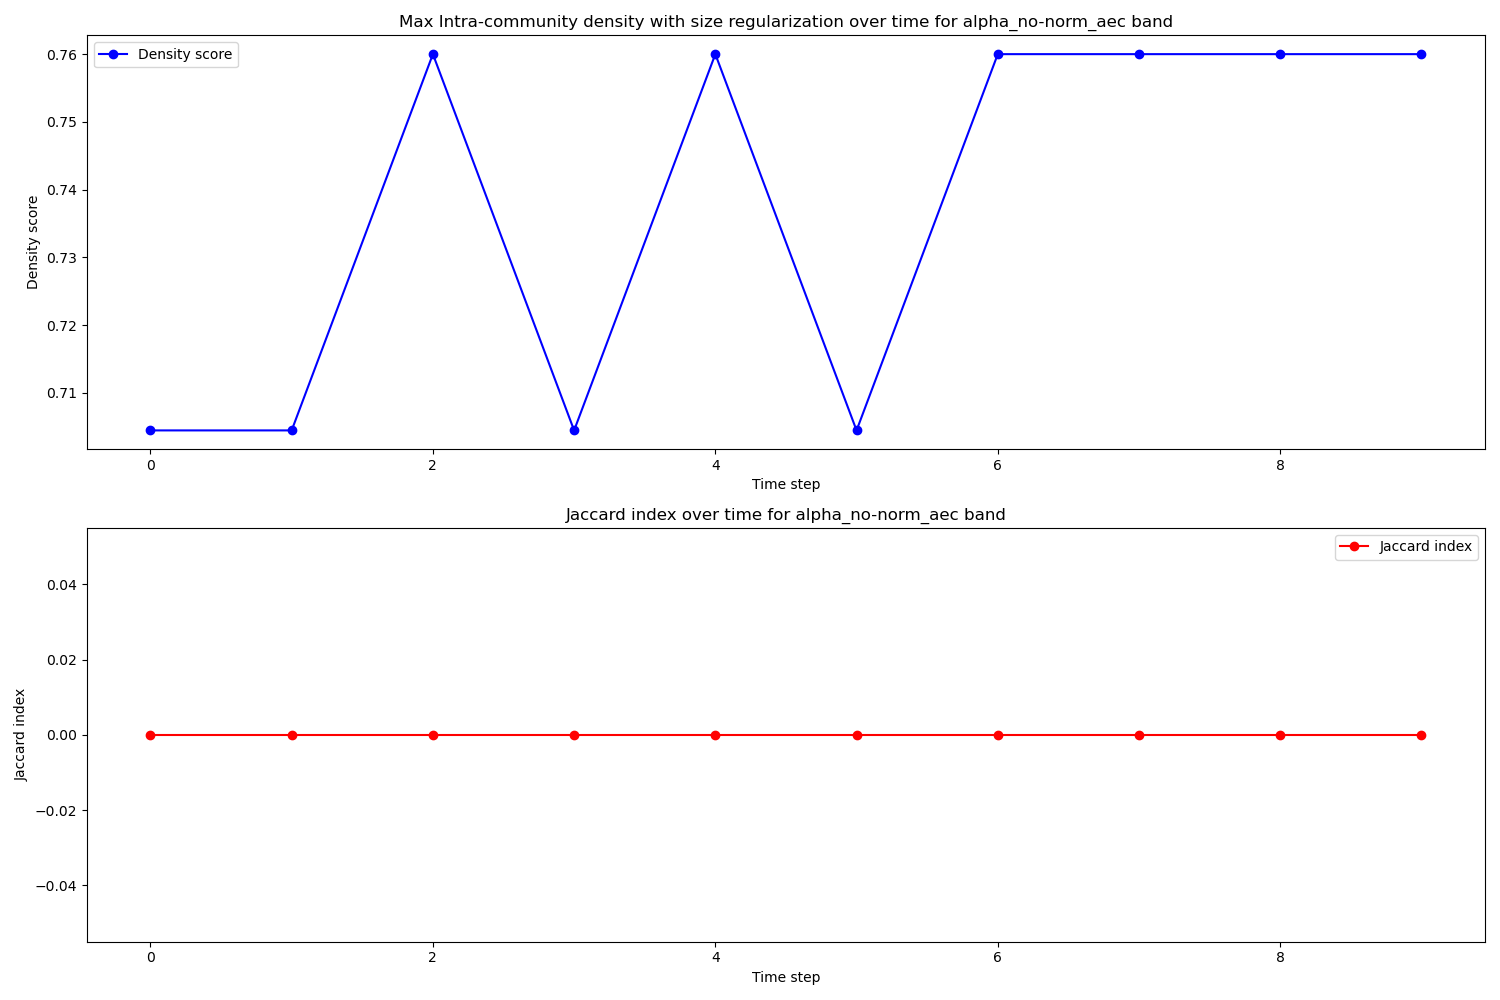 Max Intra-community density with size regularization over time for alpha_no-norm_aec band
Density score
0.76
0.75
0.74
0.73
0.72
0.71
Density score
0
2
4
6
8
Time step
Jaccard index over time for alpha_no-norm_aec band
Jaccard index
0.04
0.02
0.00
−0.02
−0.04
Jaccard index
0
2
4
6
8
Time step